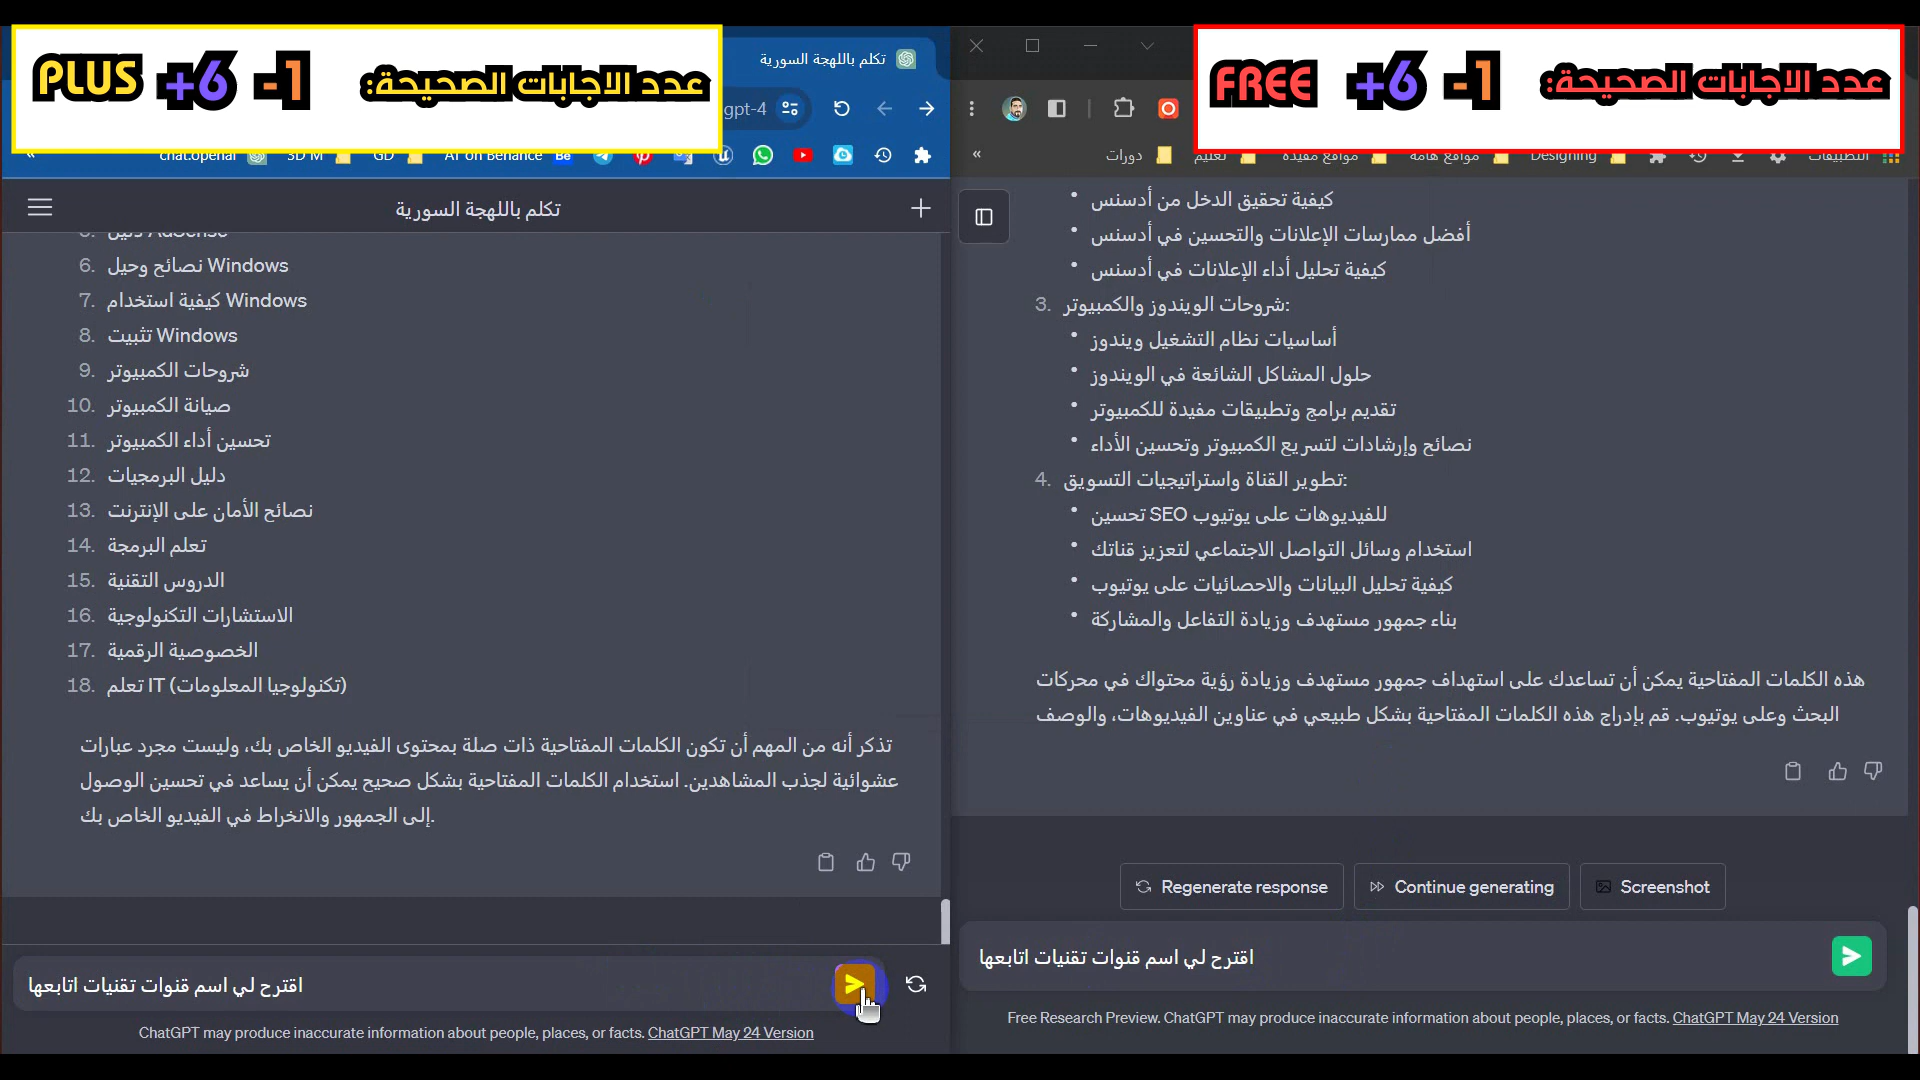 PLUS +6 -1 عدد الاجابات الصحيحة:
تكلم باللهجة السورية
gpt-4
chat.openai
3D M
GD
AI on Behance
تكلم باللهجة السورية
5. دليل AdSense
6. نصائح وحيل Windows
7. كيفية استخدام Windows
8. تثبيت Windows
9. شروحات الكمبيوتر
10. صيانة الكمبيوتر
11. تحسين أداء الكمبيوتر
12. دليل البرمجيات
13. نصائح الأمان على الإنترنت
14. تعلم البرمجة
15. الدروس التقنية
16. الاستشارات التكنولوجية
17. الخصوصية الرقمية
18. تعلم IT (تكنولوجيا المعلومات)
تذكر أنه من المهم أن تكون الكلمات المفتاحية ذات صلة بمحتوى الفيديو الخاص بك، وليست مجرد عبارات
عشوائية لجذب المشاهدين. استخدام الكلمات المفتاحية بشكل صحيح يمكن أن يساعد في تحسين الوصول
إلى الجمهور والانخراط في الفيديو الخاص بك.
اقترح لي اسم قنوات تقنيات اتابعها
ChatGPT may produce inaccurate information about people, places, or facts. ChatGPT May 24 Version
FREE +6 -1 عدد الاجابات الصحيحة:
التطبيقات
Designing
مواقع هامة
مواقع مفيدة
تعليم
دورات
• كيفية تحقيق الدخل من أدسنس
• أفضل ممارسات الإعلانات والتحسين في أدسنس
• كيفية تحليل أداء الإعلانات في أدسنس
3. شروحات الويندوز والكمبيوتر:
• أساسيات نظام التشغيل ويندوز
• حلول المشاكل الشائعة في الويندوز
• تقديم برامج وتطبيقات مفيدة للكمبيوتر
• نصائح وإرشادات لتسريع الكمبيوتر وتحسين الأداء
4. تطوير القناة واستراتيجيات التسويق:
• تحسين SEO للفيديوهات على يوتيوب
• استخدام وسائل التواصل الاجتماعي لتعزيز قناتك
• كيفية تحليل البيانات والاحصائيات على يوتيوب
• بناء جمهور مستهدف وزيادة التفاعل والمشاركة
هذه الكلمات المفتاحية يمكن أن تساعدك على استهداف جمهور مستهدف وزيادة رؤية محتواك في محركات
البحث وعلى يوتيوب. قم بإدراج هذه الكلمات المفتاحية بشكل طبيعي في عناوين الفيديوهات، والوصف
Regenerate response
Continue generating
Screenshot
اقترح لي اسم قنوات تقنيات اتابعها
Free Research Preview. ChatGPT may produce inaccurate information about people, places, or facts. ChatGPT May 24 Version